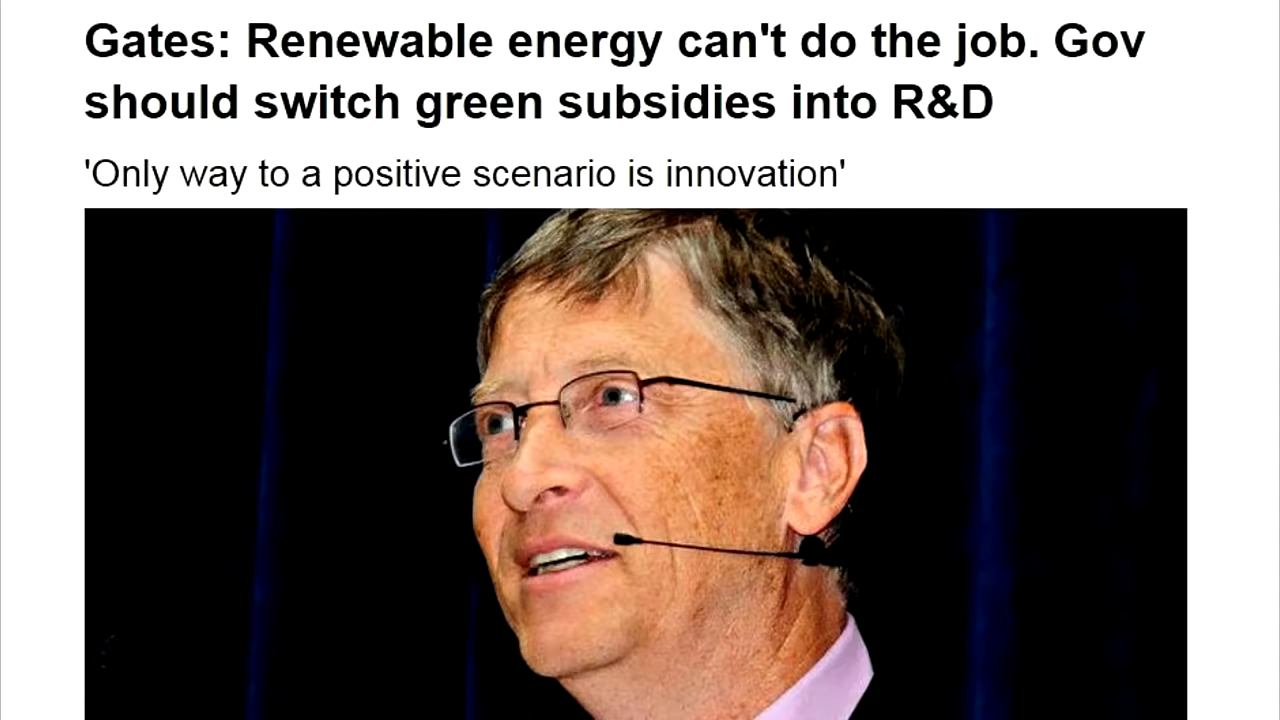 Gates: Renewable energy can't do the job. Gov
should switch green subsidies into R&D
'Only way to a positive scenario is innovation'